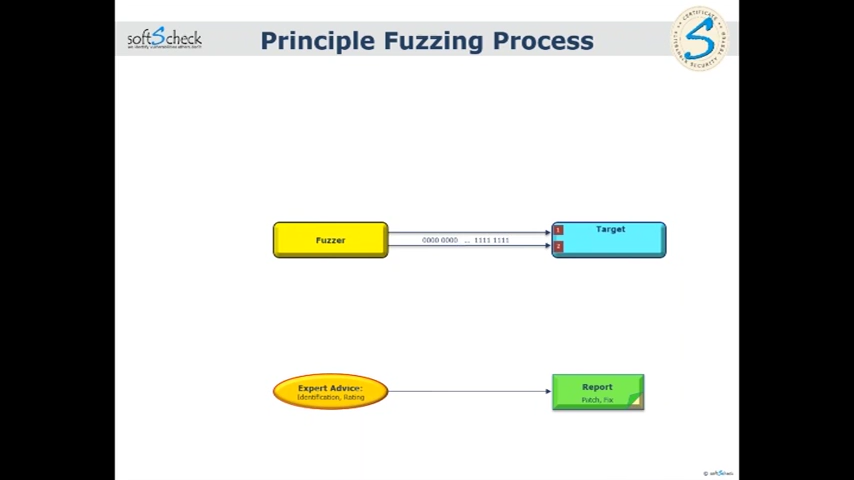 softScheck
Principle Fuzzing Process
Fuzzer
0000 0000 ... 1111 1111
1
2
Target
Expert Advice:
Identification, Rating
Report
Patch, Fix
© softScheck